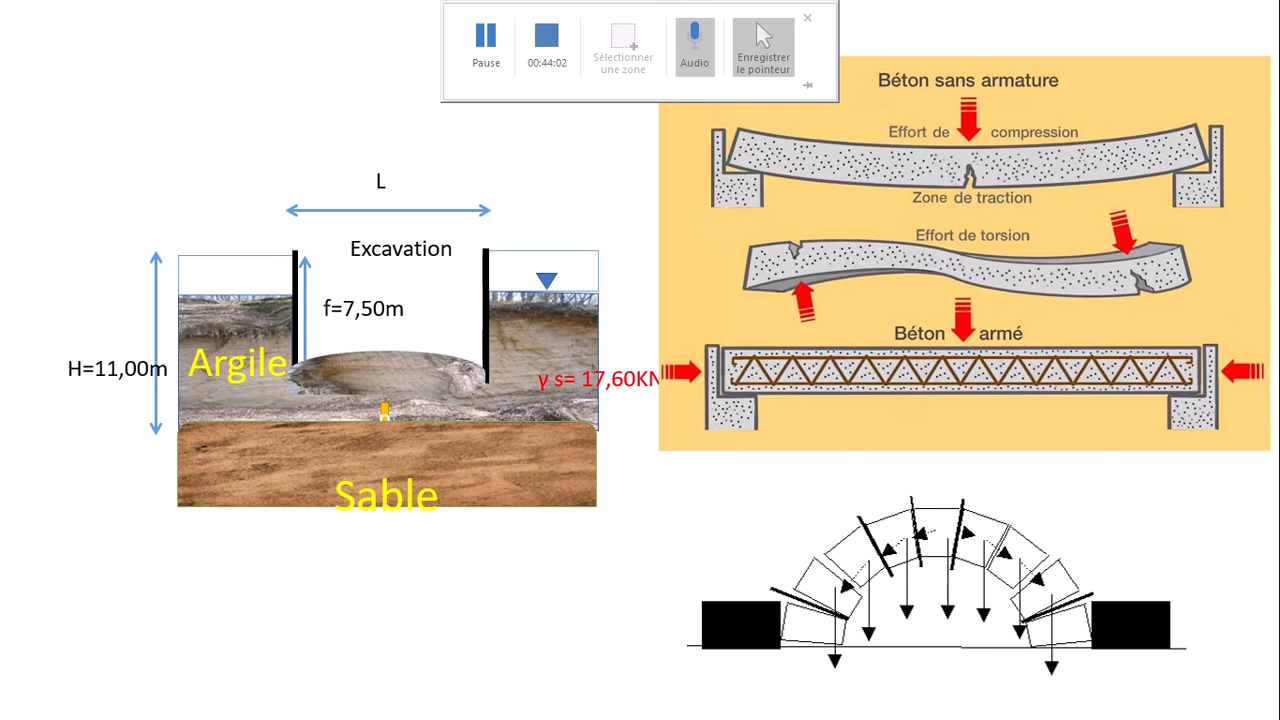 Pause
00:44:02
Sélectionner
une zone
Audio
Enregistrer
le pointeur
L
Excavation
f=7,50m
H=11,00m
Argile
γ s= 17,60KN
Sable
Béton sans armature
Effort de compression
Zone de traction
Effort de torsion
Béton armé